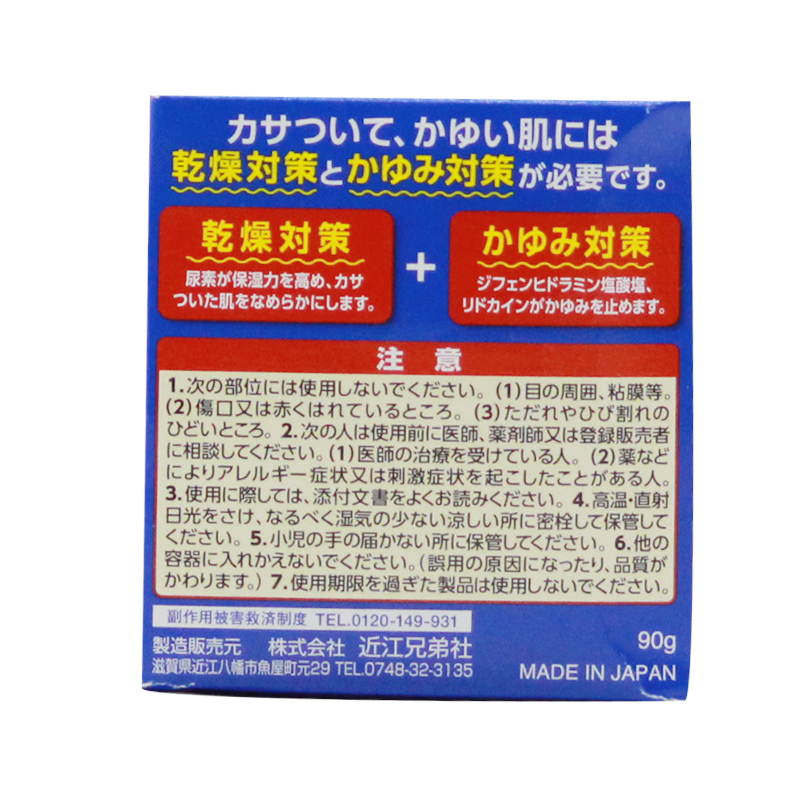 カサついて、かゆい肌には
乾燥対策とかゆみ対策が必要です。
乾燥対策
尿素が保湿力を高め、カサ
ついた肌をなめらかにします。
+
かゆみ対策
ジフェンヒドラミン塩酸塩、
リドカインがかゆみを止めます。
注意
1.次の部位には使用しないでください。(1)目の周囲、粘膜等。
(2)傷口又は赤くはれているところ。(3)ただれやひび割れの
ひどいところ。2.次の人は使用前に医師、薬剤師又は登録販売者
に相談してください。(1)医師の治療を受けている人。(2)薬など
によりアレルギー症状又は刺激症状を起こしたことがある人。
3.使用に際しては、添付文書をよくお読みください。4.高温・直射
日光をさけ、なるべく湿気の少ない涼しい所に密栓して保管して
ください。5.小児の手の届かない所に保管してください。6.他の
容器に入れかえないでください。(誤用の原因になったり、品質が
かわります。)7.使用期限を過ぎた製品は使用しないでください。
副作用被害救済制度 TEL.0120-149-931
製造販売元 株式会社 近江兄弟社
滋賀県近江八幡市魚屋町元29 TEL.0748-32-3135
90g
MADE IN JAPAN